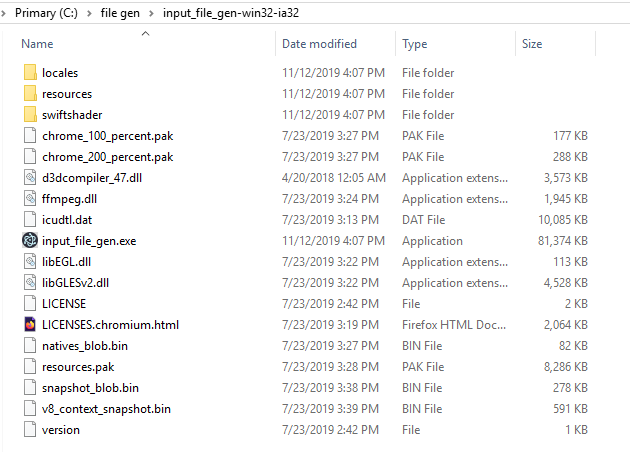 Primary (C:) > file gen > input_file_gen-win32-ia32
Name Date modified Type Size
locales 11/12/2019 4:07 PM File folder
resources 11/12/2019 4:07 PM File folder
swiftshader 11/12/2019 4:07 PM File folder
chrome_100_percent.pak 7/23/2019 3:27 PM PAK File 177 KB
chrome_200_percent.pak 7/23/2019 3:27 PM PAK File 288 KB
d3dcompiler_47.dll 4/20/2018 12:05 AM Application extens... 3,573 KB
ffmpeg.dll 7/23/2019 3:24 PM Application extens... 1,945 KB
icudtl.dat 7/23/2019 3:13 PM DAT File 10,085 KB
input_file_gen.exe 11/12/2019 4:07 PM Application 81,374 KB
libEGL.dll 7/23/2019 3:22 PM Application extens... 113 KB
libGLESv2.dll 7/23/2019 3:22 PM Application extens... 4,528 KB
LICENSE 7/23/2019 2:42 PM File 2 KB
LICENSES.chromium.html 7/23/2019 3:19 PM Firefox HTML Doc... 2,064 KB
natives_blob.bin 7/23/2019 3:27 PM BIN File 82 KB
resources.pak 7/23/2019 3:28 PM PAK File 8,286 KB
snapshot_blob.bin 7/23/2019 3:38 PM BIN File 278 KB
v8_context_snapshot.bin 7/23/2019 3:39 PM BIN File 591 KB
version 7/23/2019 2:42 PM File 1 KB